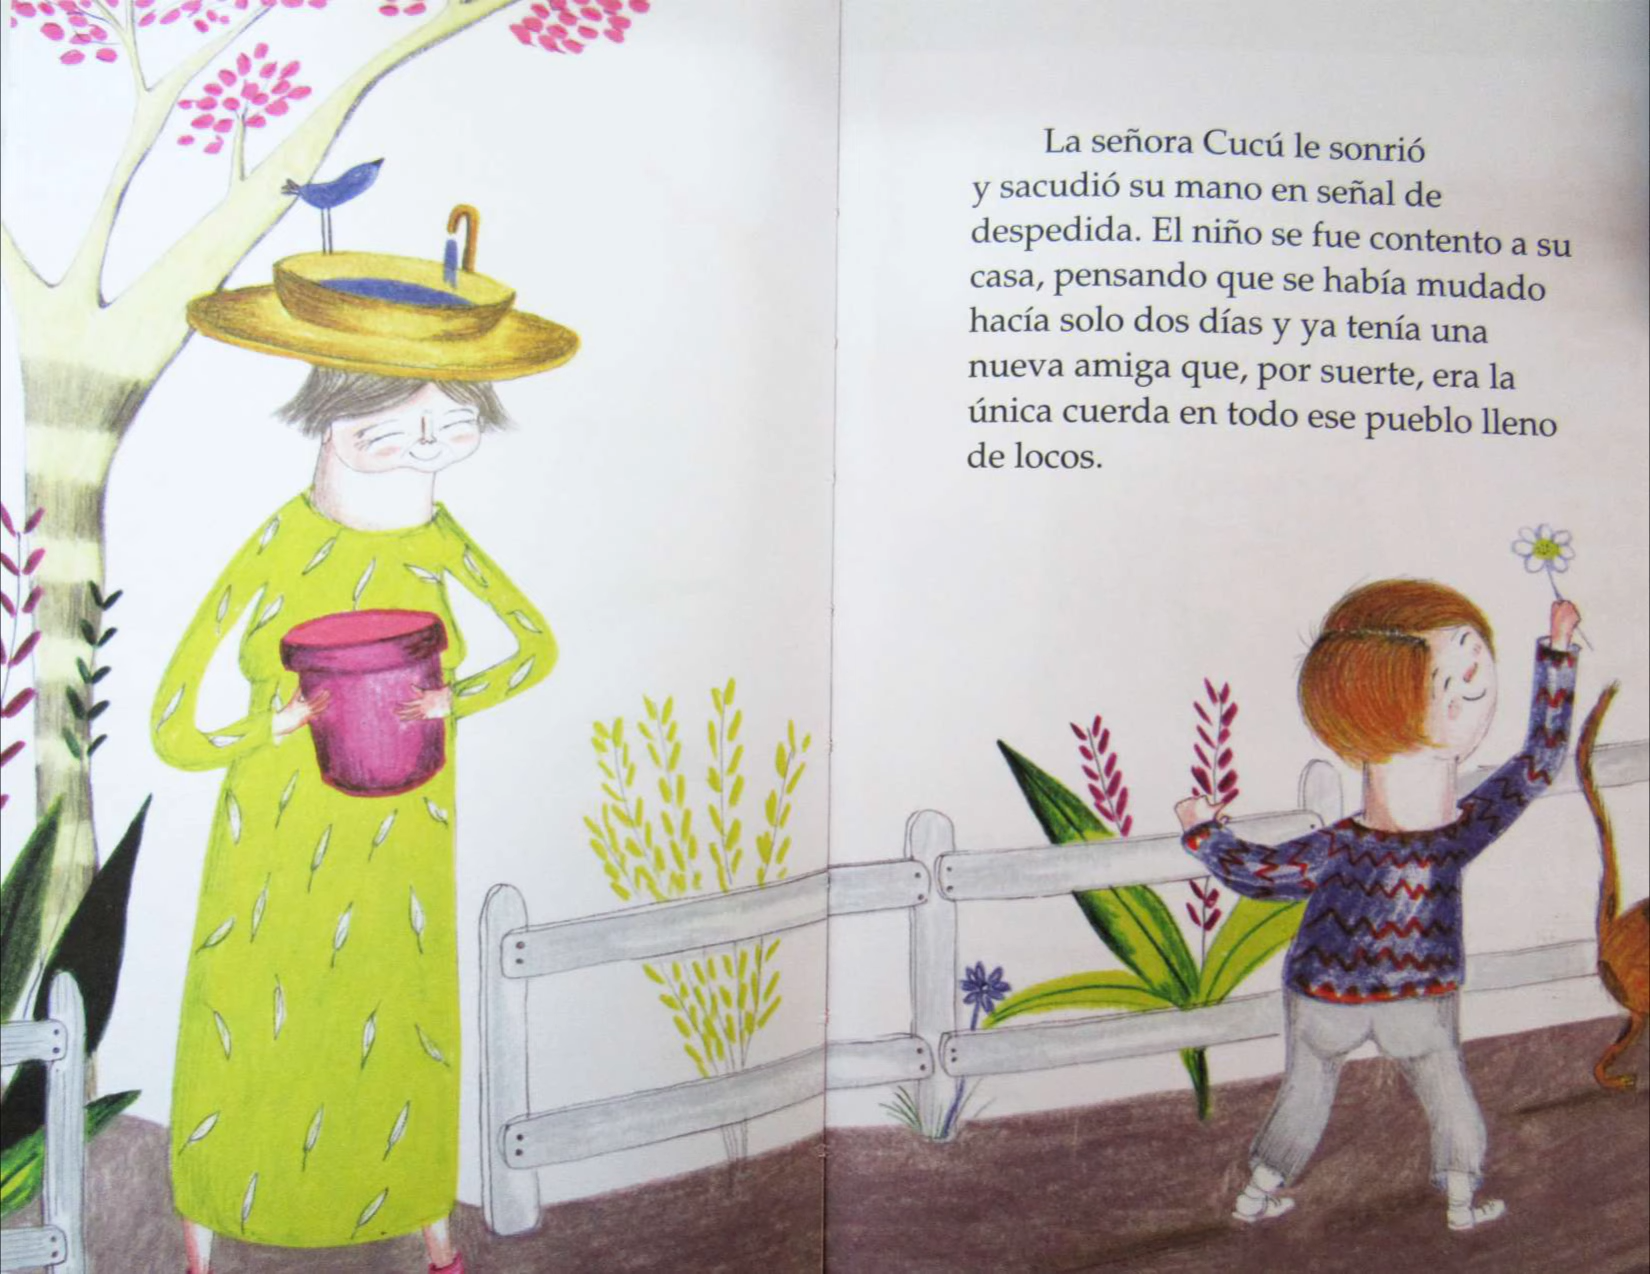 La señora Cucú le sonrió
y sacudió su mano en señal de
despedida. El niño se fue contento a su
casa, pensando que se había mudado
hacía solo dos días y ya tenía una
nueva amiga que, por suerte, era la
única cuerda en todo ese pueblo lleno
de locos.